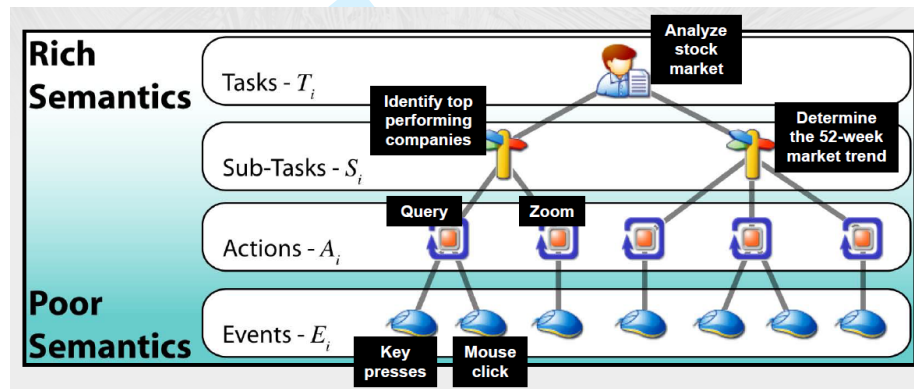 Rich
Semantics
Tasks - Ti
Analyze
stock
market
Identify top
performing
companies
Determine
the 52-week
market trend
Sub-Tasks - Si
Query
Zoom
Actions - Ai
Poor
Semantics
Events - Ei
Key
presses
Mouse
click